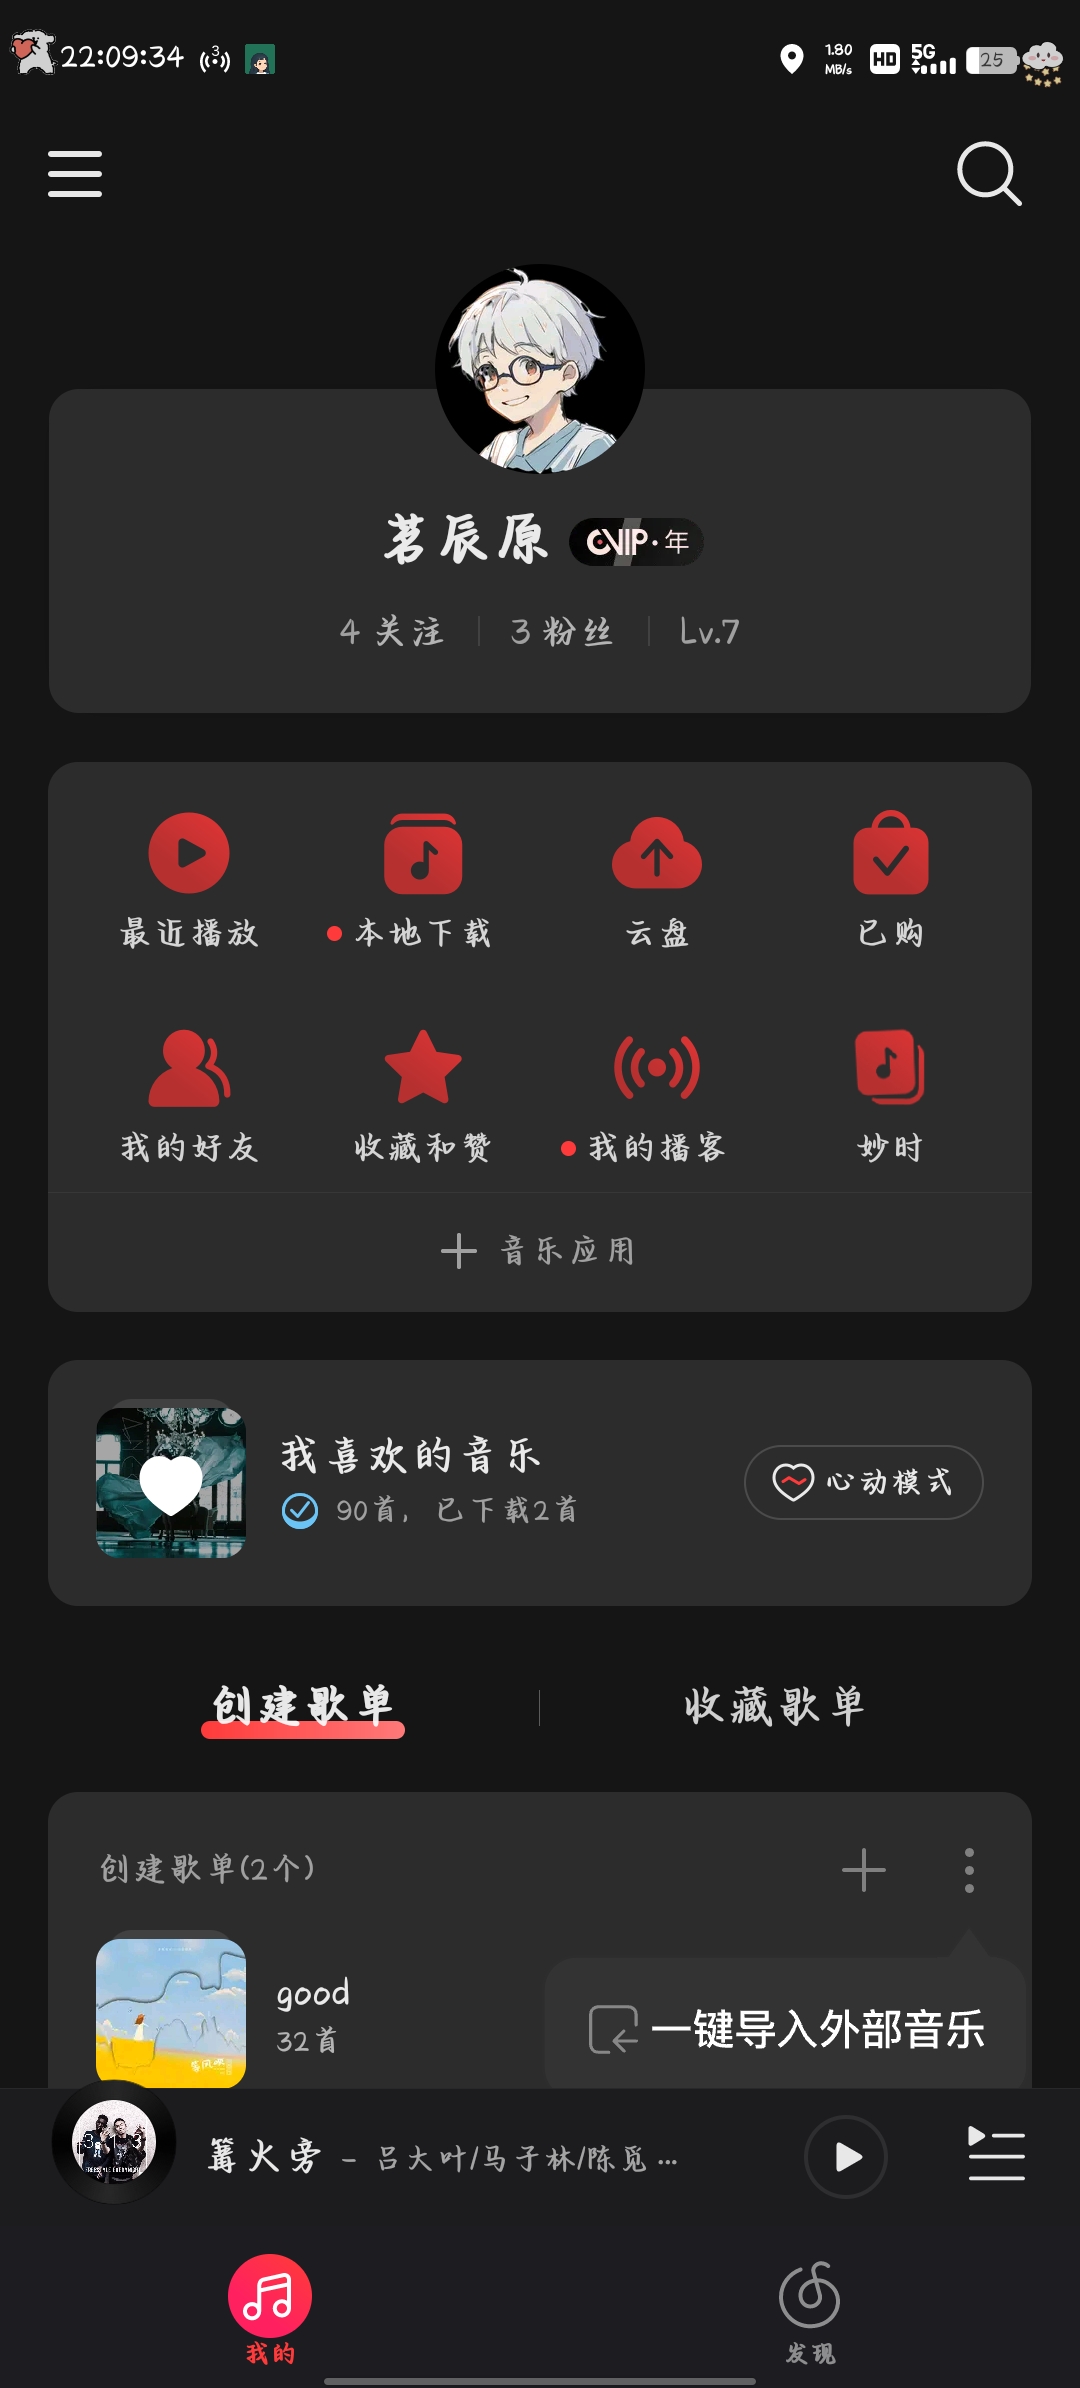 22:09:34
3
1.80
MB/s
HD
5G
25
茗辰原
VIP·年
4 关注
3 粉丝
Lv.7
最近播放
本地下载
云盘
已购
我的好友
收藏和赞
我的播客
妙时
音乐应用
我喜欢的音乐
90首, 已下载2首
心动模式
创建歌单
收藏歌单
创建歌单(2个)
good
32首
一键导入外部音乐
篝火旁 - 吕大叶/马子林/陈觅 ...
我的
发现